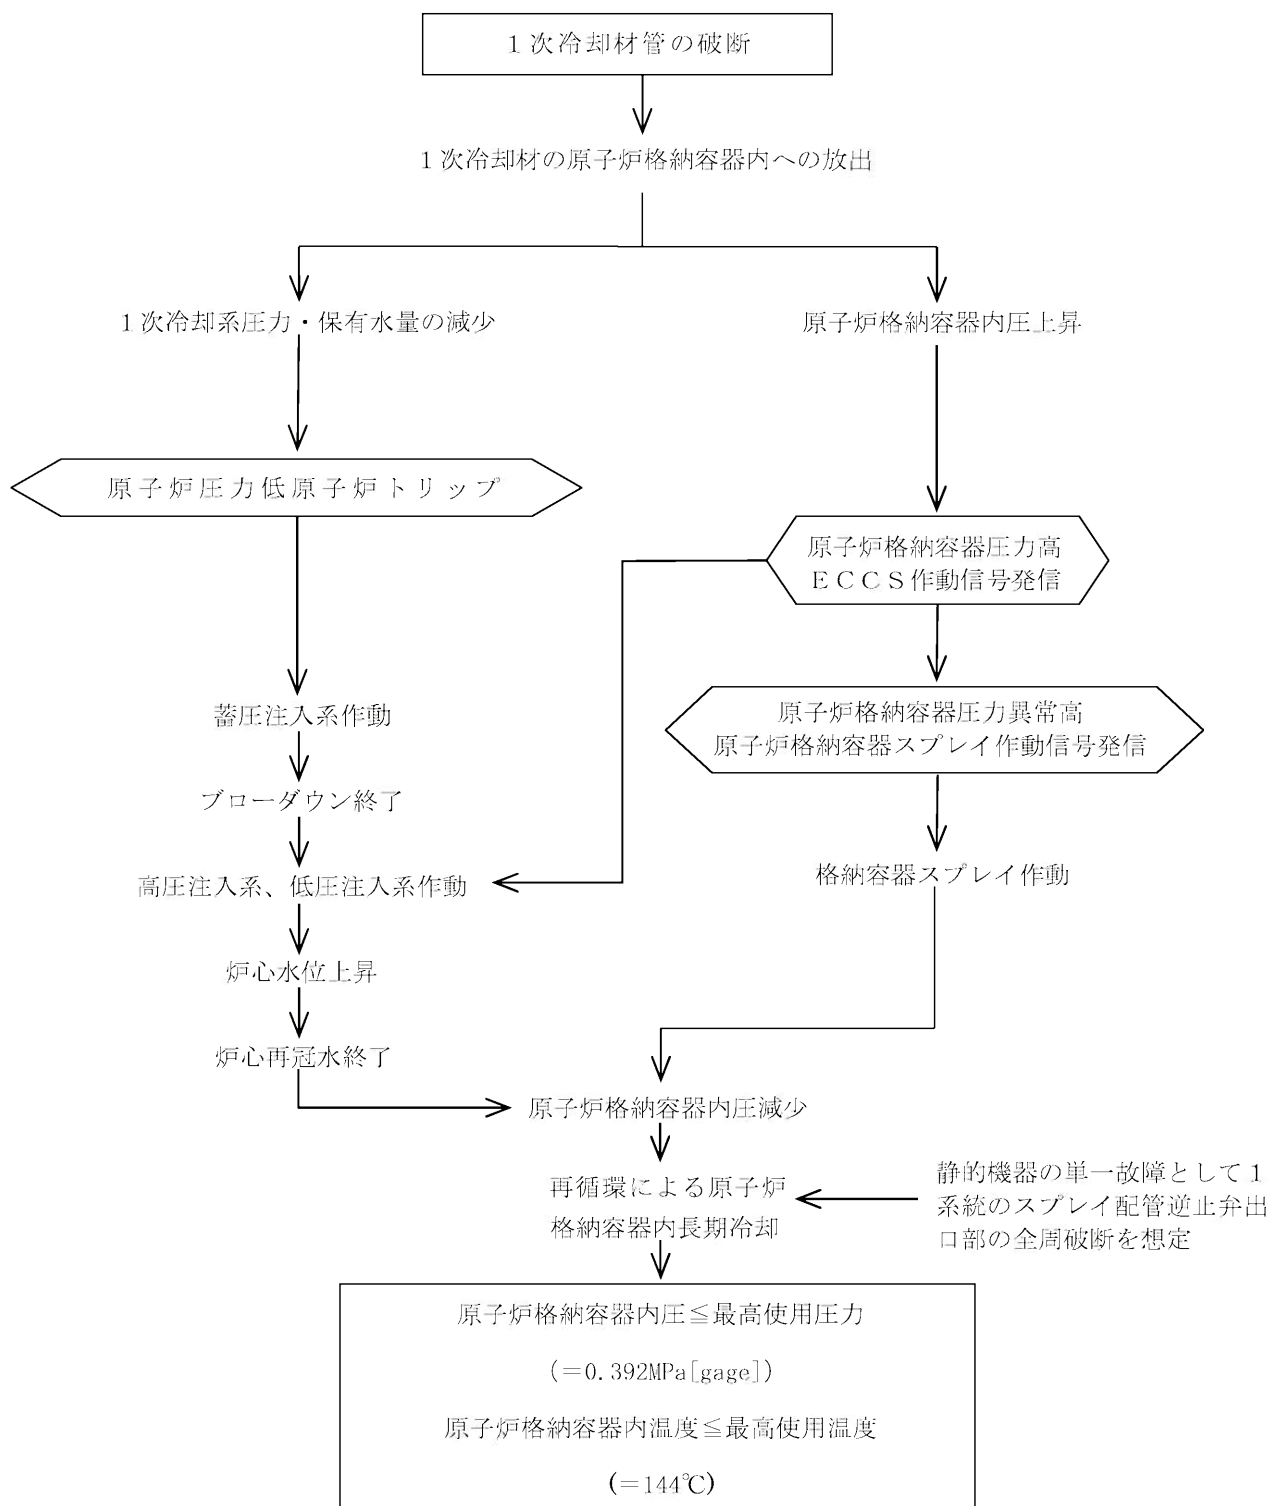 1次冷却材管の破断
1次冷却材の原子炉格納容器内への放出
1次冷却系圧力・保有水量の減少
原子炉格納容器内圧上昇
原子炉圧力低原子炉トリップ
原子炉格納容器圧力高
ECCS作動信号発信
原子炉格納容器圧力異常高
原子炉格納容器スプレイ作動信号発信
蓄圧注入系作動
ブローダウン終了
高圧注入系、低圧注入系作動
格納容器スプレイ作動
炉心水位上昇
炉心再冠水終了
原子炉格納容器内圧減少
再循環による原子炉
格納容器内長期冷却
静的機器の単一故障として1
系統のスプレイ配管逆止弁出
口部の全周破断を想定
原子炉格納容器内圧≦最高使用圧力
(=0.392MPa[gage])
原子炉格納容器内温度≦最高使用温度
(=144℃)